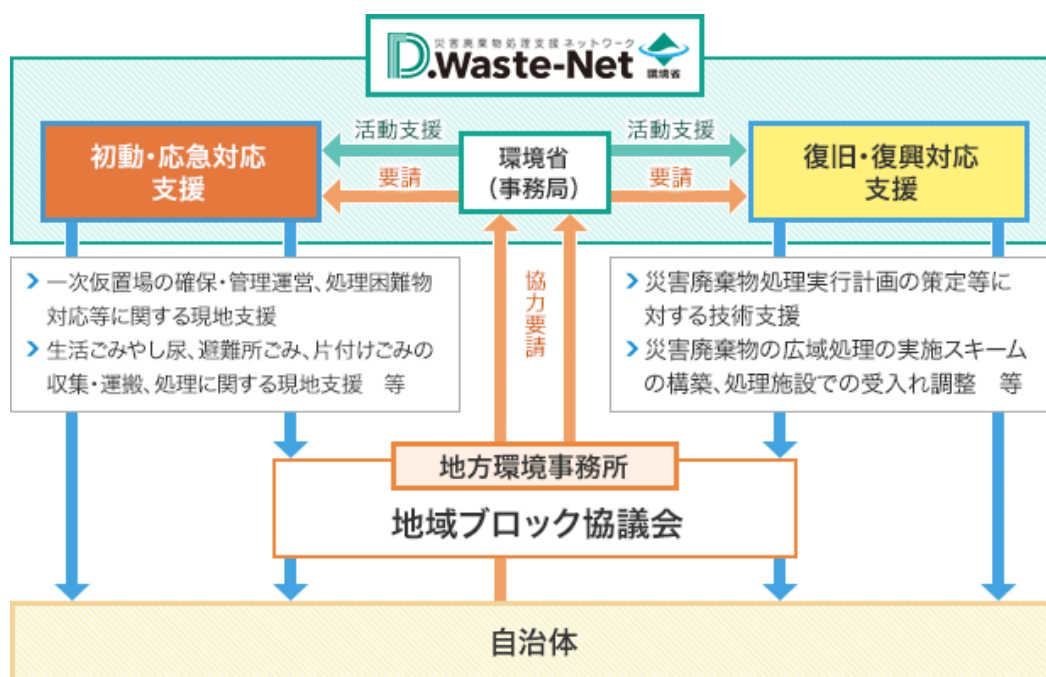 災害廃棄物処理支援ネットワーク
D.Waste-Net
環境省
初動・応急対応
支援
活動支援
要請
環境省
(事務局)
活動支援
要請
復旧・復興対応
支援
一次仮置場の確保・管理運営、処理困難物
対応等に関する現地支援
生活ごみやし尿、避難所ごみ、片付けごみの
収集・運搬、処理に関する現地支援 等
協力要請
災害廃棄物処理実行計画の策定等に
対する技術支援
災害廃棄物の広域処理の実施スキーム
の構築、処理施設での受入れ調整 等
地方環境事務所
地域ブロック協議会
自治体